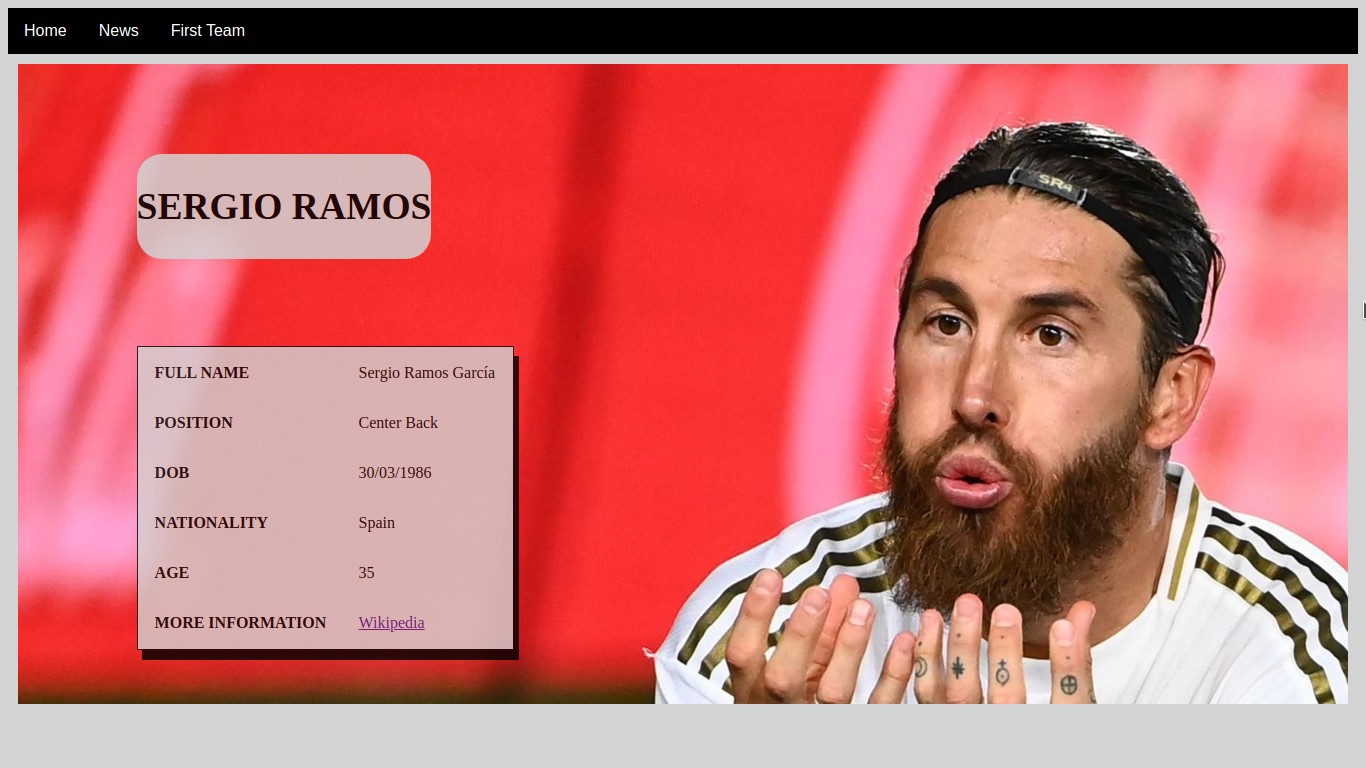 Home News First Team
SR4
SERGIO RAMOS
FULL NAME Sergio Ramos García
POSITION Center Back
DOB 30/03/1986
NATIONALITY Spain
AGE 35
MORE INFORMATION Wikipedia